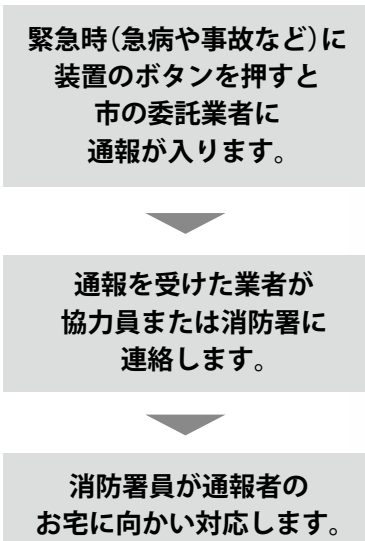 緊急時(急病や事故など)に
装置のボタンを押すと
市の委託業者に
通報が入ります。
通報を受けた業者が
協力員または消防署に
連絡します。
消防署員が通報者の
お宅に向かい対応します。